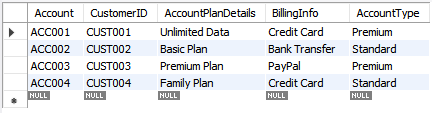 Account CustomerID AccountPlanDetails BillingInfo AccountType
ACC001 CUST001 Unlimited Data Credit Card Premium
ACC002 CUST002 Basic Plan Bank Transfer Standard
ACC003 CUST003 Premium Plan PayPal Premium
ACC004 CUST004 Family Plan Credit Card Standard
NULL NULL NULL NULL NULL